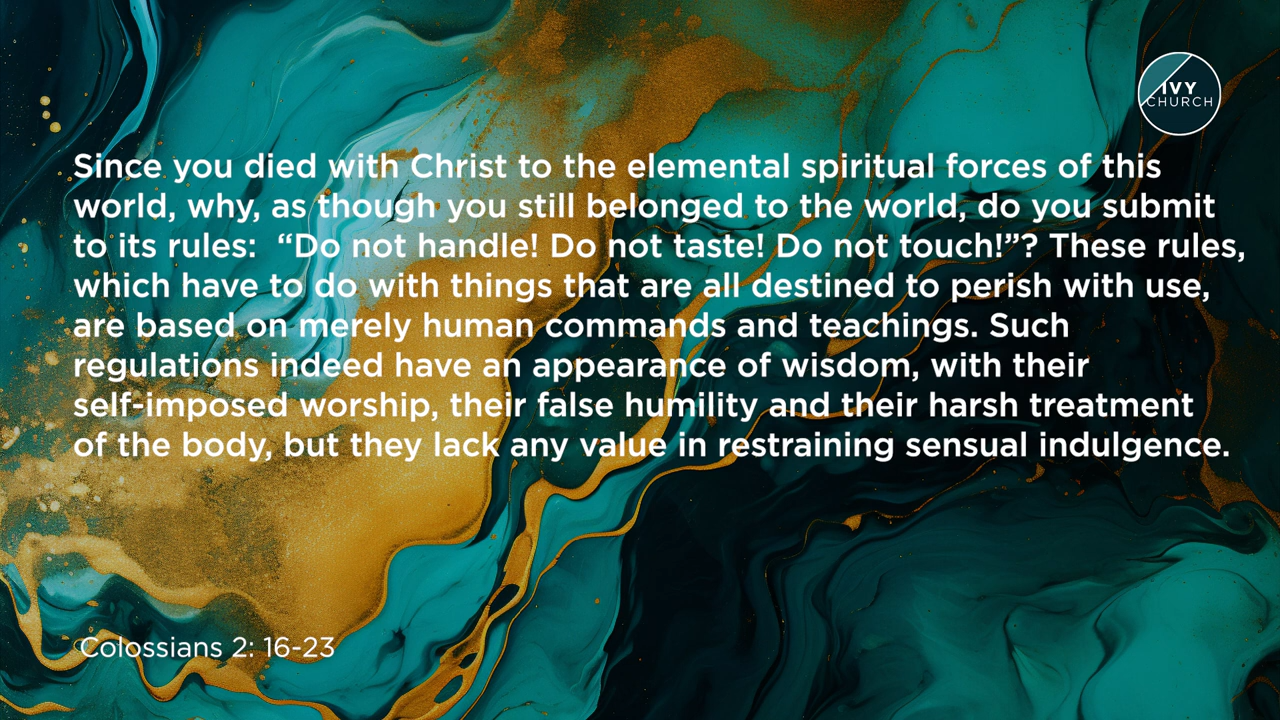 IVY
CHURCH
Since you died with Christ to the elemental spiritual forces of this
world, why, as though you still belonged to the world, do you submit
to its rules:  “Do not handle! Do not taste! Do not touch!”? These rules,
which have to do with things that are all destined to perish with use,
are based on merely human commands and teachings. Such
regulations indeed have an appearance of wisdom, with their
self-imposed worship, their false humility and their harsh treatment
of the body, but they lack any value in restraining sensual indulgence.
Colossians 2: 16-23